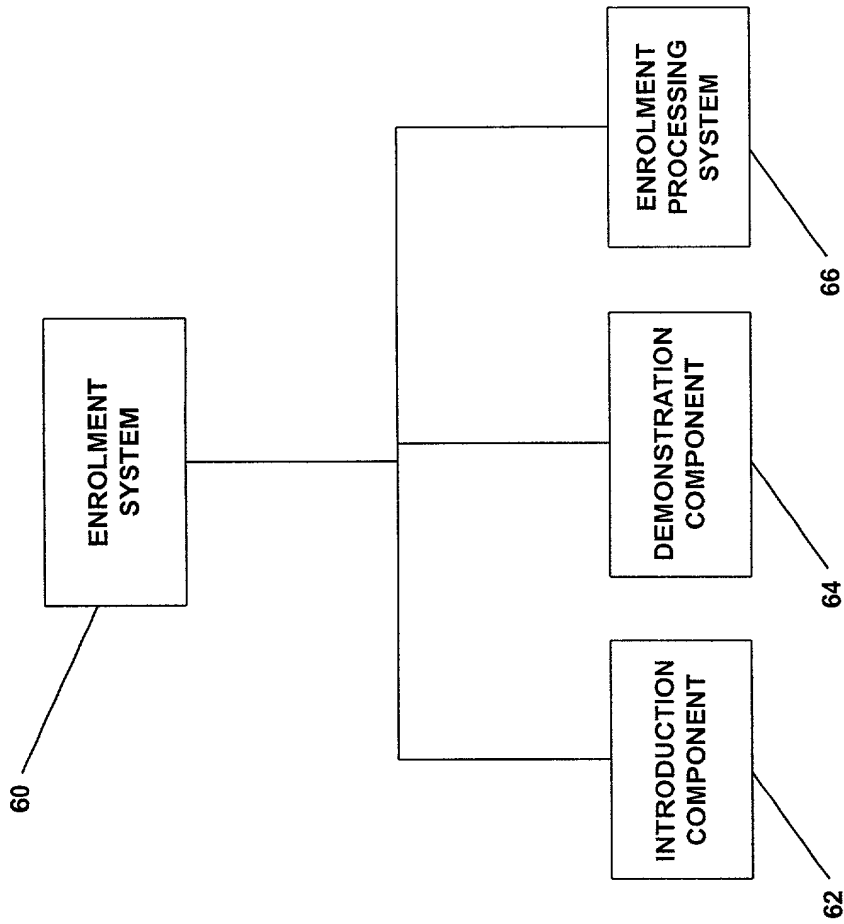 60
ENROLMENT
SYSTEM
INTRODUCTION
COMPONENT
62
DEMONSTRATION
COMPONENT
64
ENROLMENT
PROCESSING
SYSTEM
66